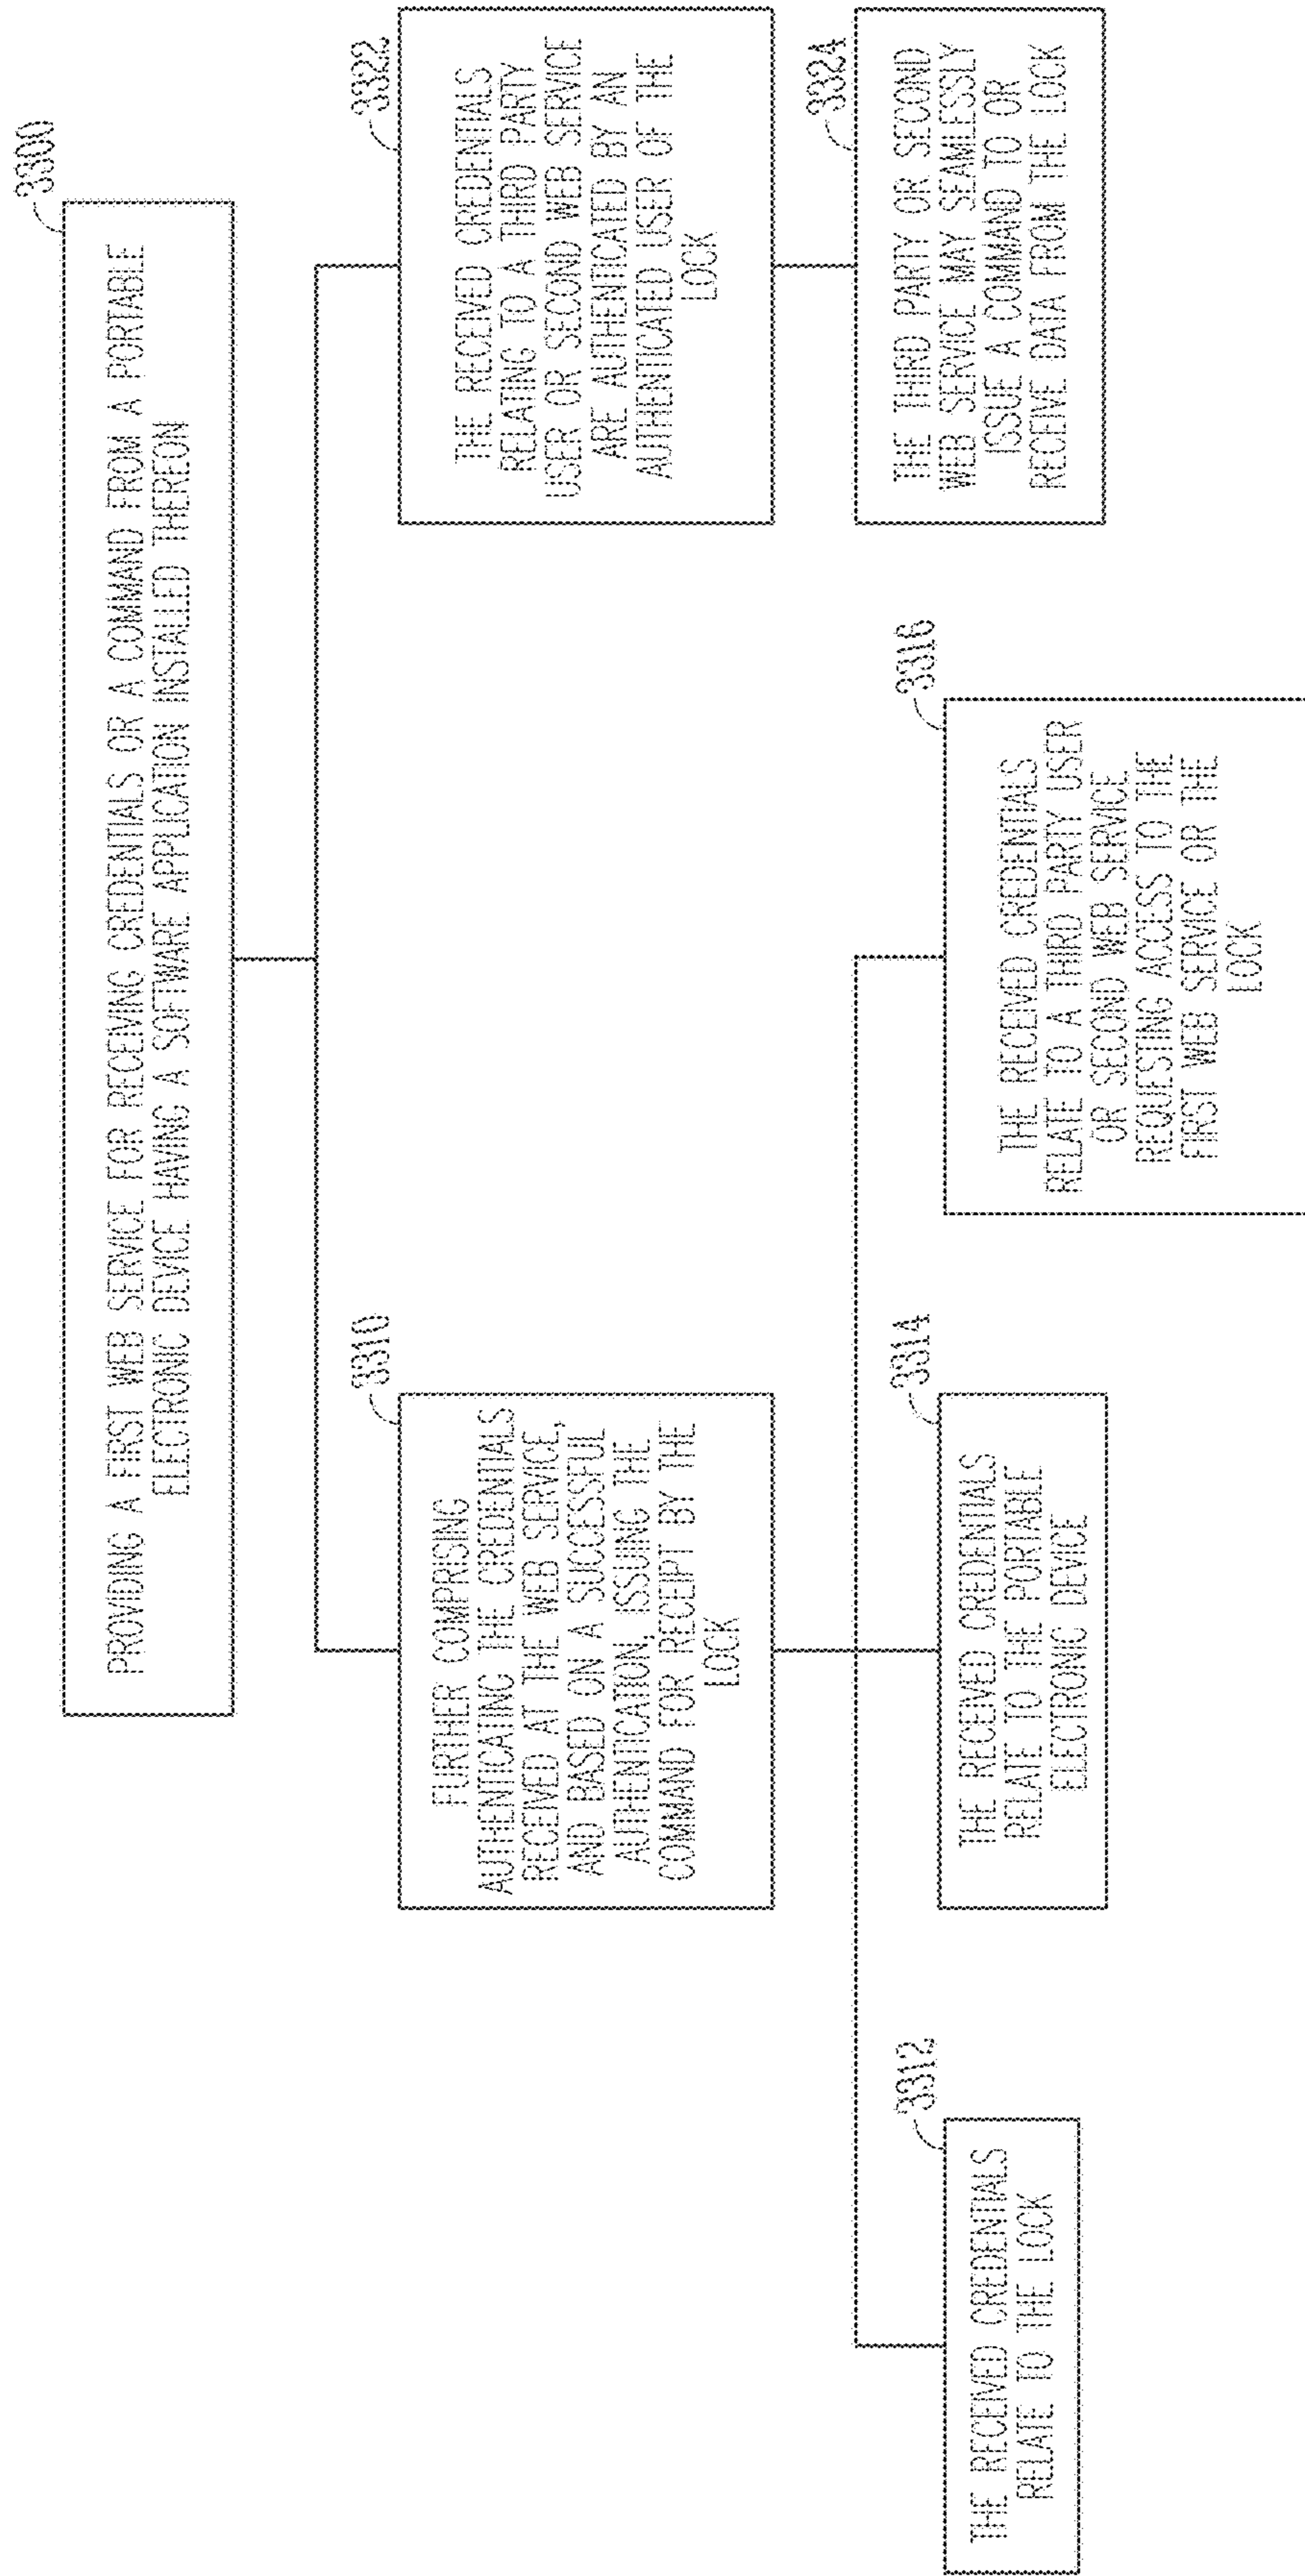 3300
PROVIDING A FIRST WEB SERVICE FOR RECEIVING CREDENTIALS OR A COMMAND FROM A PORTABLE
ELECTRONIC DEVICE HAVING A SOFTWARE APPLICATION INSTALLED THEREON
3310
FURTHER COMPRISING
AUTHENTICATING THE CREDENTIALS
RECEIVED AT THE WEB SERVICE,
AND BASED ON A SUCCESSFUL
AUTHENTICATION, ISSUING THE
COMMAND FOR RECEIPT BY THE
LOCK
3322
THE RECEIVED CREDENTIALS
RELATING TO A THIRD PARTY
USER OR SECOND WEB SERVICE
ARE AUTHENTICATED BY AN
AUTHENTICATED USER OF THE
LOCK
3312
THE RECEIVED CREDENTIALS
RELATE TO THE LOCK
3314
THE RECEIVED CREDENTIALS
RELATE TO THE PORTABLE
ELECTRONIC DEVICE
3316
THE RECEIVED CREDENTIALS
RELATE TO A THIRD PARTY USER
OR SECOND WEB SERVICE
REQUESTING ACCESS TO THE
FIRST WEB SERVICE OR THE
LOCK
3324
THE THIRD PARTY OR SECOND
WEB SERVICE MAY SEAMLESSLY
ISSUE A COMMAND TO OR
RECEIVE DATA FROM THE LOCK